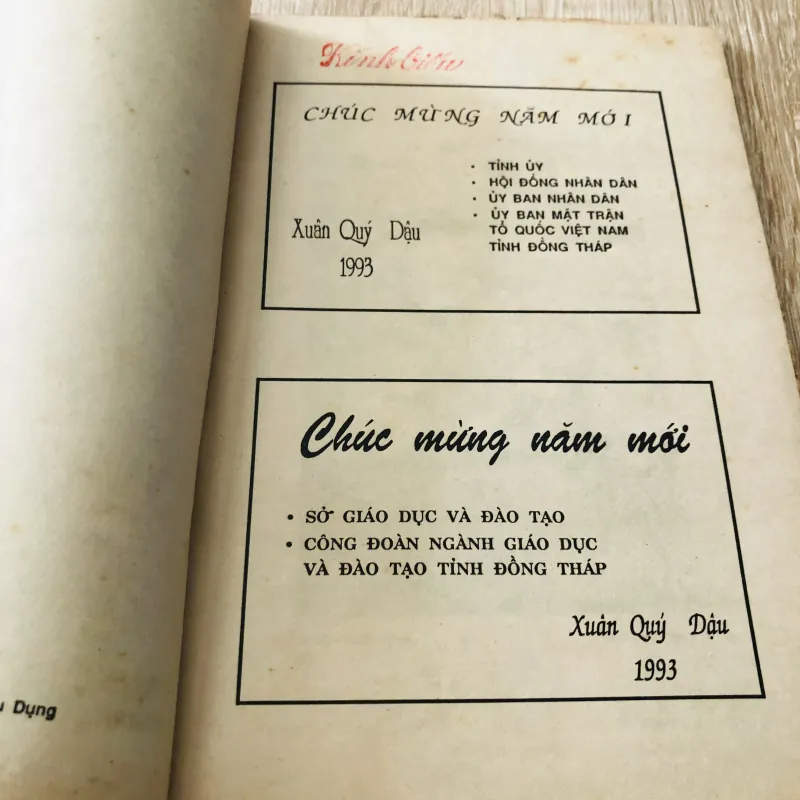 Kính biếu
CHÚC MỪNG NĂM MỚI
• TỈNH ỦY
• HỘI ĐỒNG NHÂN DÂN
• ỦY BAN NHÂN DÂN
• ỦY BAN MẶT TRẬN
TỔ QUỐC VIỆT NAM
TỈNH ĐỒNG THÁP
Xuân Quý Dậu
1993
Chúc mừng năm mới
• SỞ GIÁO DỤC VÀ ĐÀO TẠO
• CÔNG ĐOÀN NGÀNH GIÁO DỤC
VÀ ĐÀO TẠO TỈNH ĐỒNG THÁP
Xuân Quý Dậu
1993
Dụng